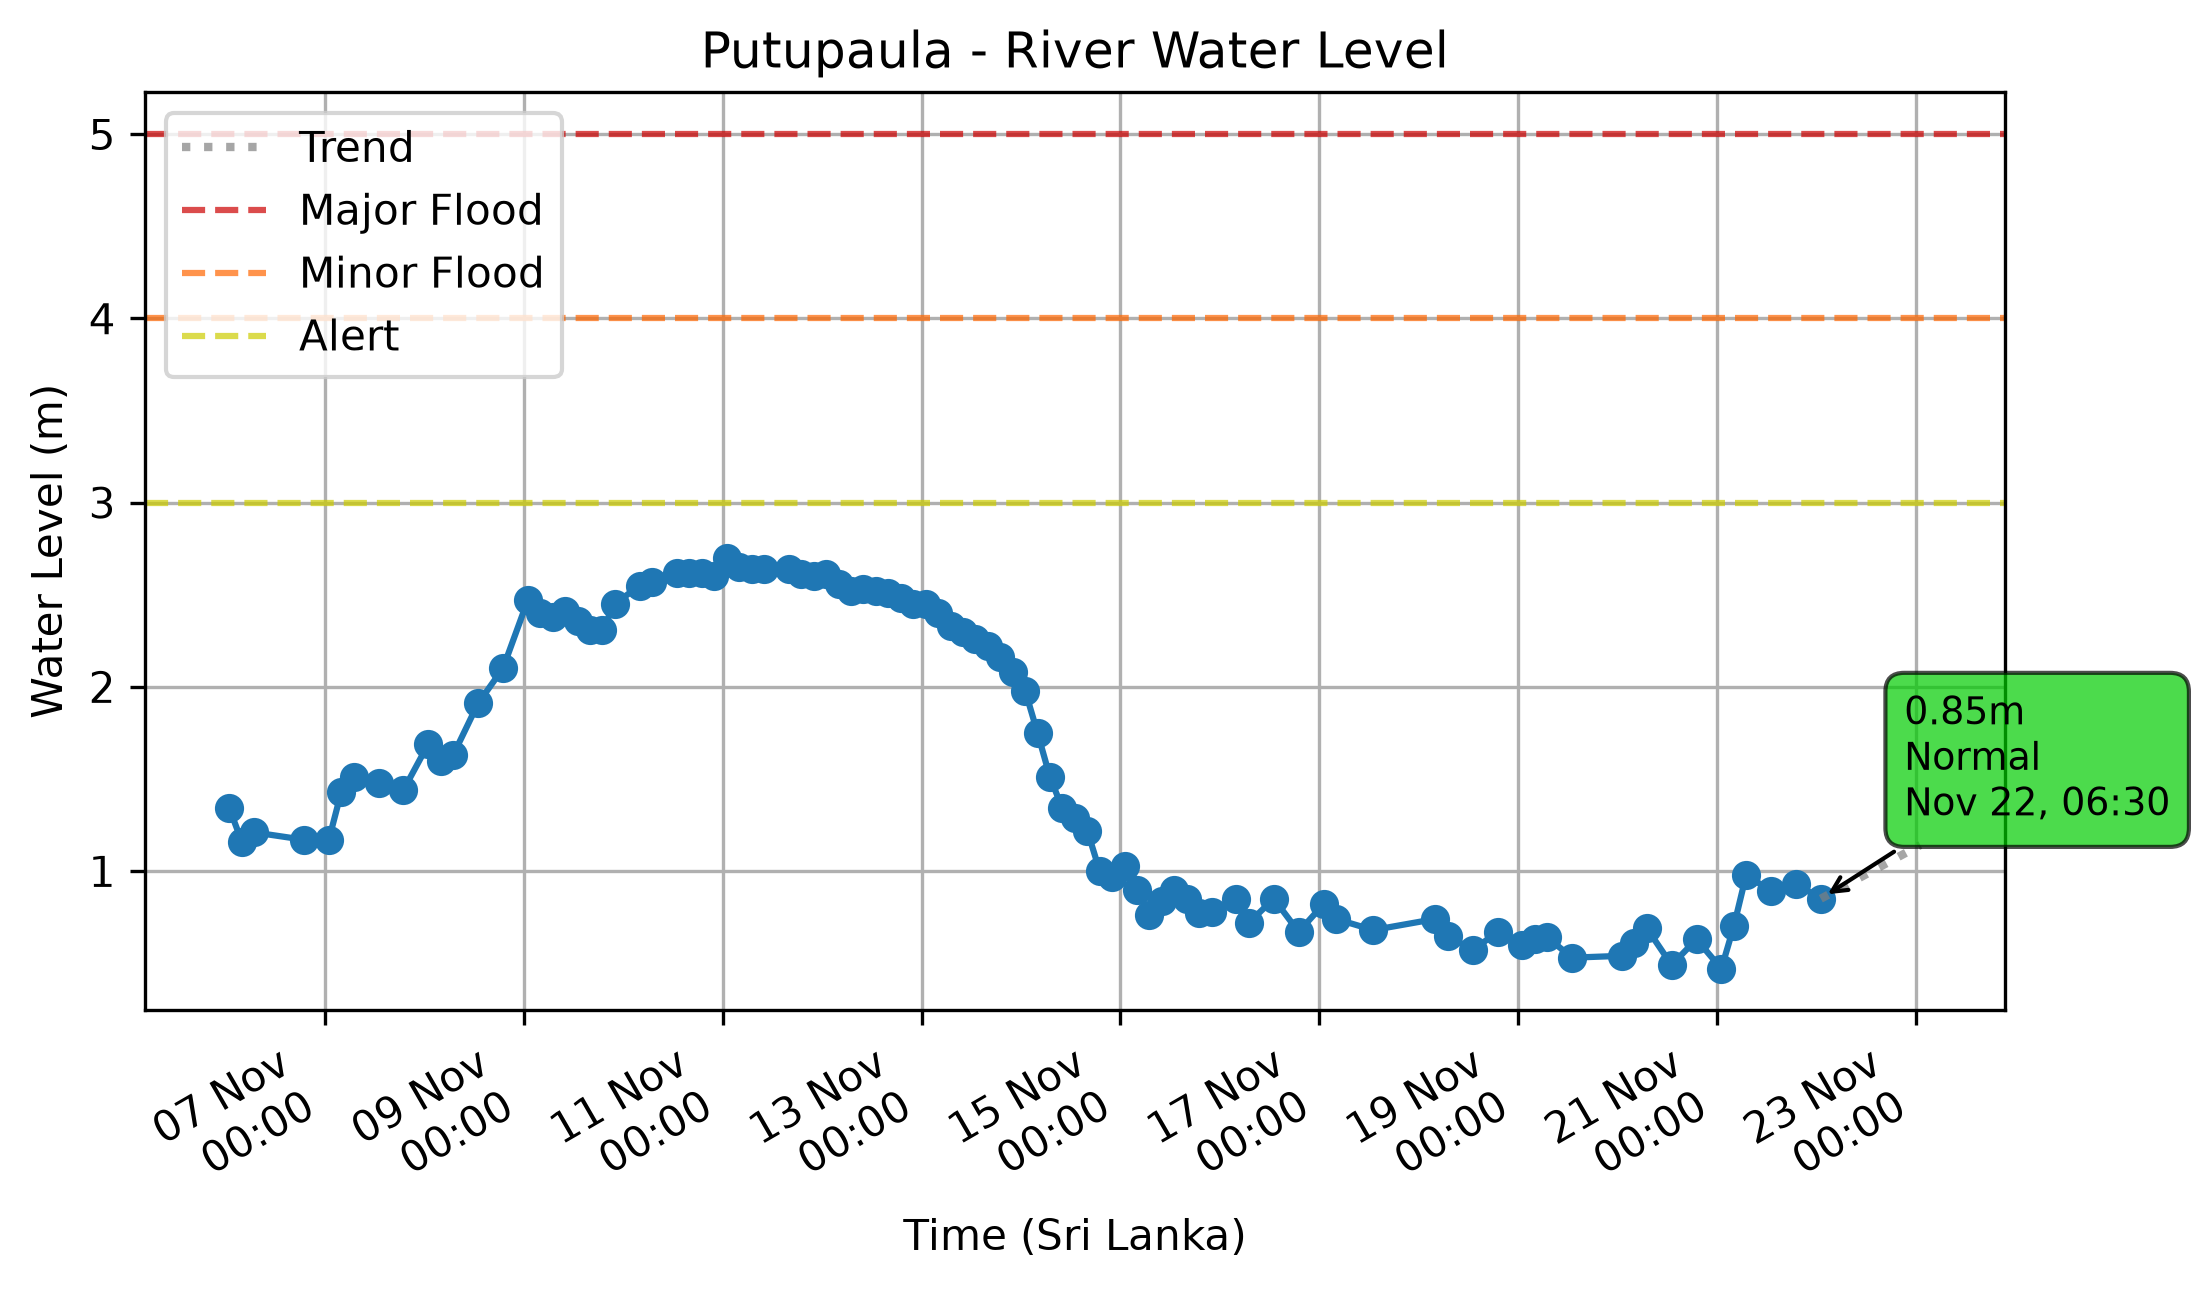 Putupaula - River Water Level
Trend
Major Flood
Minor Flood
Alert
5
4
3
2
1
Water Level (m)
0.85m
Normal
Nov 22, 06:30
07 Nov
00:00
09 Nov
00:00
11 Nov
00:00
13 Nov
00:00
15 Nov
00:00
17 Nov
00:00
19 Nov
00:00
21 Nov
00:00
23 Nov
00:00
Time (Sri Lanka)